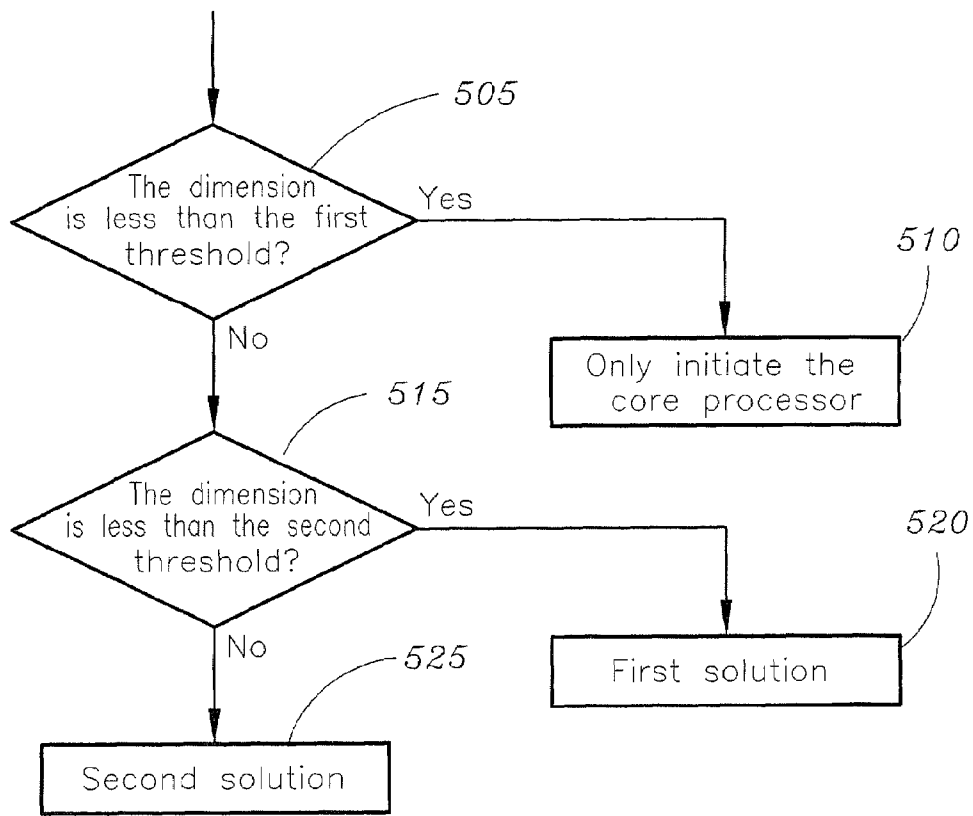 505
The dimension
is less than the first
threshold?
Yes
510
No
Only initiate the
core processor
515
The dimension
is less than the second
threshold?
Yes
520
No
525
First solution
Second solution